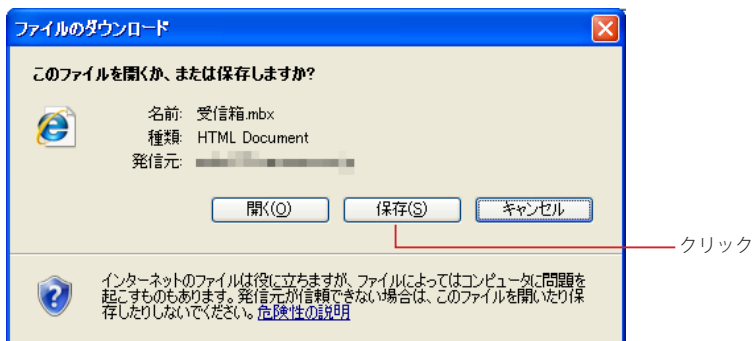 ファイルのダウンロード
このファイルを開くか、または保存しますか?
名前: 受信箱.mbx
種類: HTML Document
発信元:
開く(O) 保存(S) キャンセル
クリック
インターネットのファイルは役に立ちますが、ファイルによってはコンピュータに問題を
起こすものもあります。発信元が信頼できない場合は、このファイルを開いたり保
存したりしないでください。危険性の説明